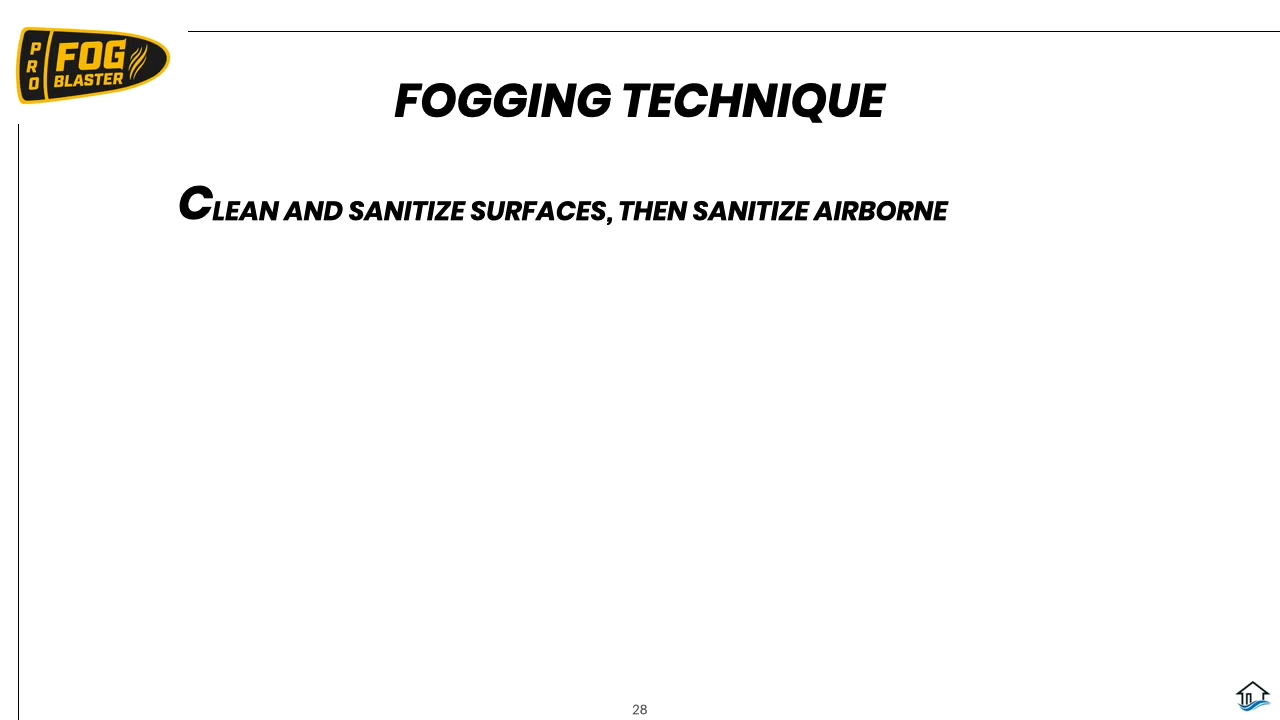 PRO
FOG
BLASTER
FOGGING TECHNIQUE
CLEAN AND SANITIZE SURFACES, THEN SANITIZE AIRBORNE
28